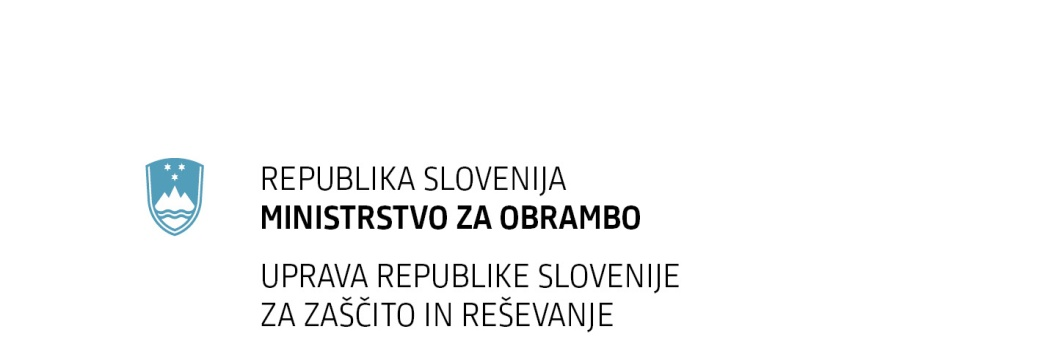 REPUBLIKA SLOVENIJA
MINISTRSTVO ZA OBRAMBO
UPRAVA REPUBLIKE SLOVENIJE
ZA ZAŠČITO IN REŠEVANJE